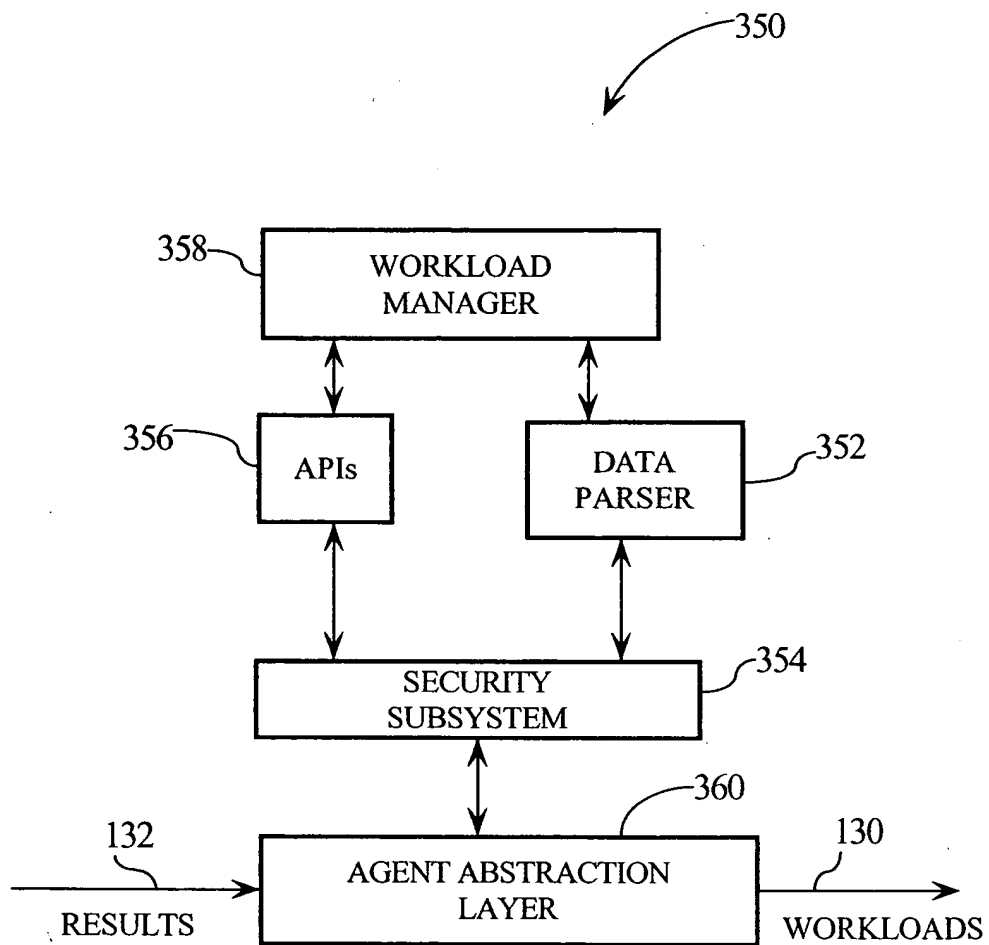 350
358
WORKLOAD
MANAGER
356
APIs
DATA
PARSER
352
SECURITY
SUBSYSTEM
354
360
132
RESULTS
AGENT ABSTRACTION
LAYER
130
WORKLOADS